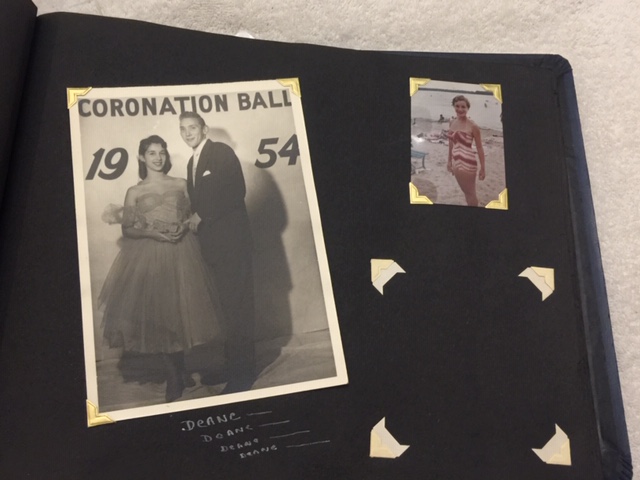 CORONATION BALL
19 54
DEANE —
DEANE —
DEANE —
DEANE —